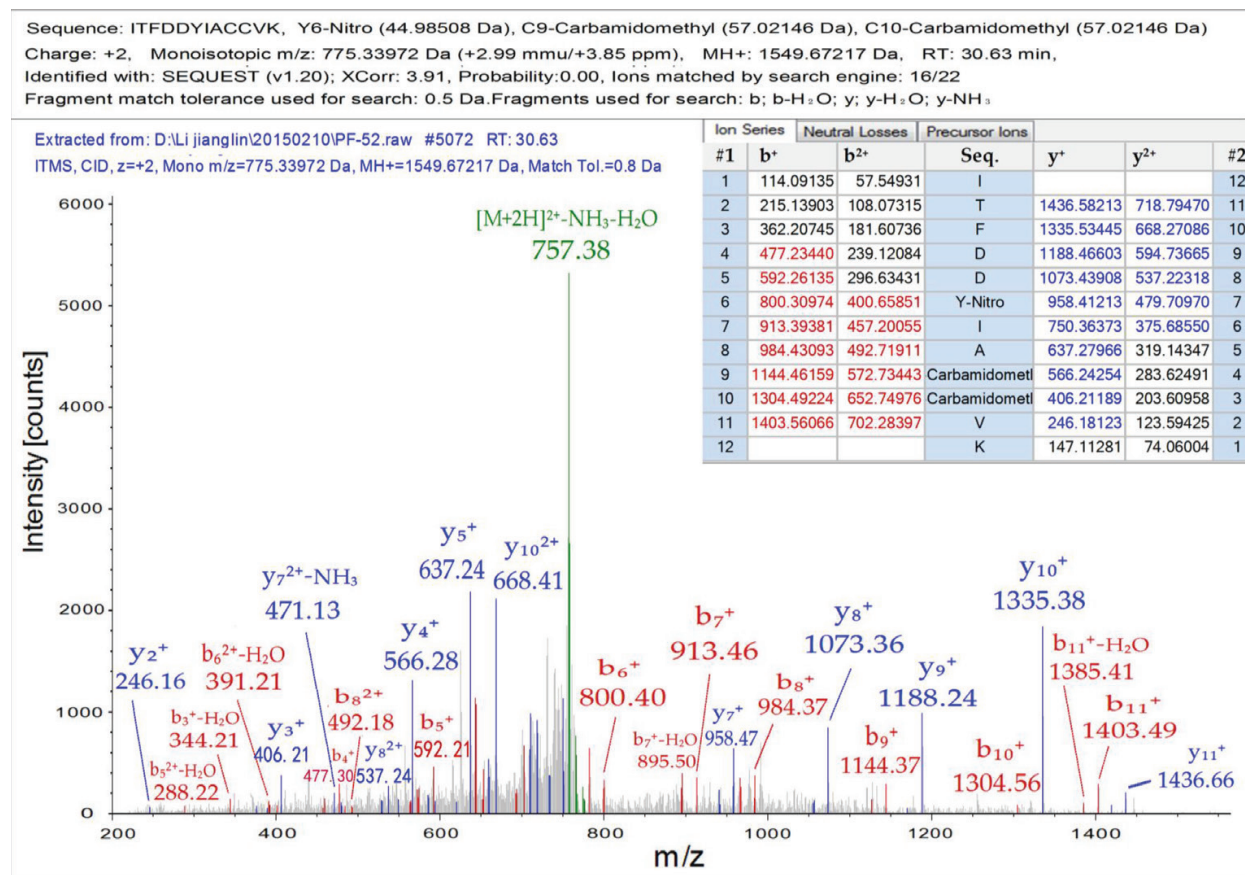 Sequence: ITFDDYIACCVK, Y6-Nitro (44.98508 Da), C9-Carbamidomethyl (57.02146 Da), C10-Carbamidomethyl (57.02146 Da)
Charge: +2, Monoisotopic m/z: 775.33972 Da (+2.99 mmu/+3.85 ppm), MH+: 1549.67217 Da, RT: 30.63 min,
Identified with: SEQUEST (v1.20); XCorr: 3.91, Probability:0.00, Ions matched by search engine: 16/22
Fragment match tolerance used for search: 0.5 Da.Fragments used for search: b; b-H₂O; y; y-H₂O; y-NH₃
Extracted from: D:\Li jianglin\20150210\PF-52.raw #5072 RT: 30.63
ITMS, CID, z=+2, Mono m/z=775.33972 Da, MH+=1549.67217 Da, Match Tol.=0.8 Da
Ion Series Neutral Losses Precursor Ions
#1 b⁺ b²⁺ Seq. y⁺ y²⁺ #2
1 114.09135 57.54931 I 12
2 215.13903 108.07315 T 1436.58213 718.79470 11
3 362.20745 181.60736 F 1335.53445 668.27086 10
4 477.23440 239.12084 D 1188.46603 594.73665 9
5 592.26135 296.63431 D 1073.43908 537.22318 8
6 800.30974 400.65851 Y-Nitro 958.41213 479.70970 7
7 913.39381 457.20055 I 750.36373 375.68550 6
8 984.43093 492.71911 A 637.27966 319.14347 5
9 1144.46159 572.73443 Carbamidometl 566.24254 283.62491 4
10 1304.49224 652.74976 Carbamidometl 406.21189 203.60958 3
11 1403.56066 702.28397 V 246.18123 123.59425 2
12 K 147.11281 74.06004 1
Intensity [counts]
6000
5000
4000
3000
2000
1000
0
[M+2H]²⁺-NH₃-H₂O
757.38
y₂⁺
246.16
b₅²⁺-H₂O
288.22
b₃⁺-H₂O
344.21
b₆²⁺-H₂O
391.21
y₃⁺
406.21
y₇²⁺-NH₃
471.13
b₄⁺
477.30
b₈²⁺
492.18
y₈²⁺
537.24
y₄⁺
566.28
b₅⁺
592.21
y₅⁺
637.24
y₁₀²⁺
668.41
b₆⁺
800.40
b₇⁺-H₂O
895.50
b₇⁺
913.46
y₇⁺
958.47
b₈⁺
984.37
y₈⁺
1073.36
b₉⁺
1144.37
y₉⁺
1188.24
b₁₀⁺
1304.56
y₁₀⁺
1335.38
b₁₁⁺-H₂O
1385.41
b₁₁⁺
1403.49
y₁₁⁺
1436.66
200 400 600 800 1000 1200 1400
m/z